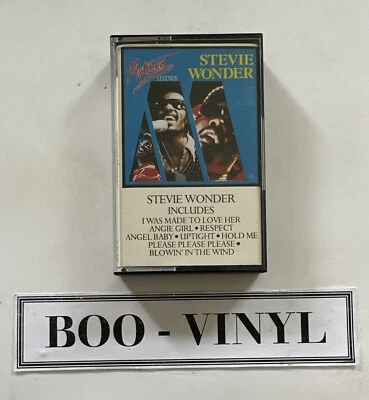 Motown
LEGENDS
STEVIE
WONDER
STEVIE WONDER
INCLUDES
I WAS MADE TO LOVE HER
ANGIE GIRL • RESPECT
ANGEL BABY • UPTIGHT • HOLD ME
PLEASE PLEASE PLEASE •
BLOWIN' IN THE WIND
BOO - VINYL